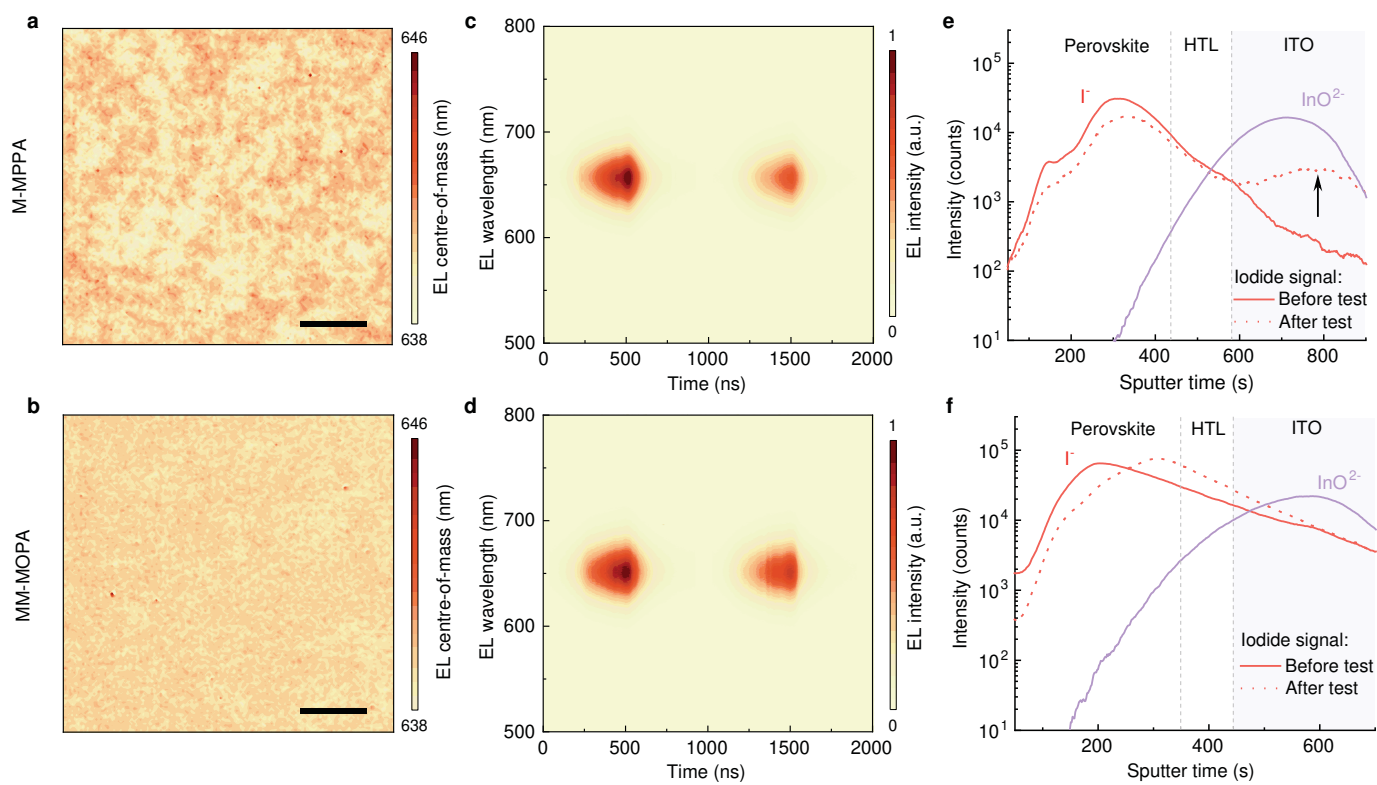 a
M-MPPA
646
638
EL centre-of-mass (nm)
c
800
700
600
500
EL wavelength (nm)
0
500
1000
1500
2000
Time (ns)
1
0
EL intensity (a.u.)
e
Perovskite
HTL
ITO
I⁻
InO²⁻
10⁵
10⁴
10³
10²
10¹
Intensity (counts)
Iodide signal:
Before test
After test
200
400
600
800
Sputter time (s)
b
MM-MOPA
646
638
EL centre-of-mass (nm)
d
800
700
600
500
EL wavelength (nm)
0
500
1000
1500
2000
Time (ns)
1
0
EL intensity (a.u.)
f
Perovskite
HTL
ITO
I⁻
InO²⁻
10⁵
10⁴
10³
10²
10¹
Intensity (counts)
Iodide signal:
Before test
After test
200
400
600
Sputter time (s)